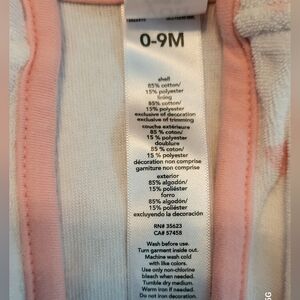 0-9M
shell
85% cotton/
15% polyester
lining
85% cotton/
15% polyester
exclusive of decoration
exclusive of trimming
couche extérieure
85 % coton/
15 % polyester
doublure
85 % coton/
15 % polyester
décoration non comprise
garniture non comprise
exterior
85% algodón/
15% poliéster
forro
85% algodón/
15% poliéster
excluyendo la decoración
RN# 35623
CA# 57458
Wash before use.
Turn garment inside out.
Machine wash cold
with like colors.
Use only non-chlorine
bleach when needed.
Tumble dry medium.
Warm iron if needed.
Do not iron decoration.